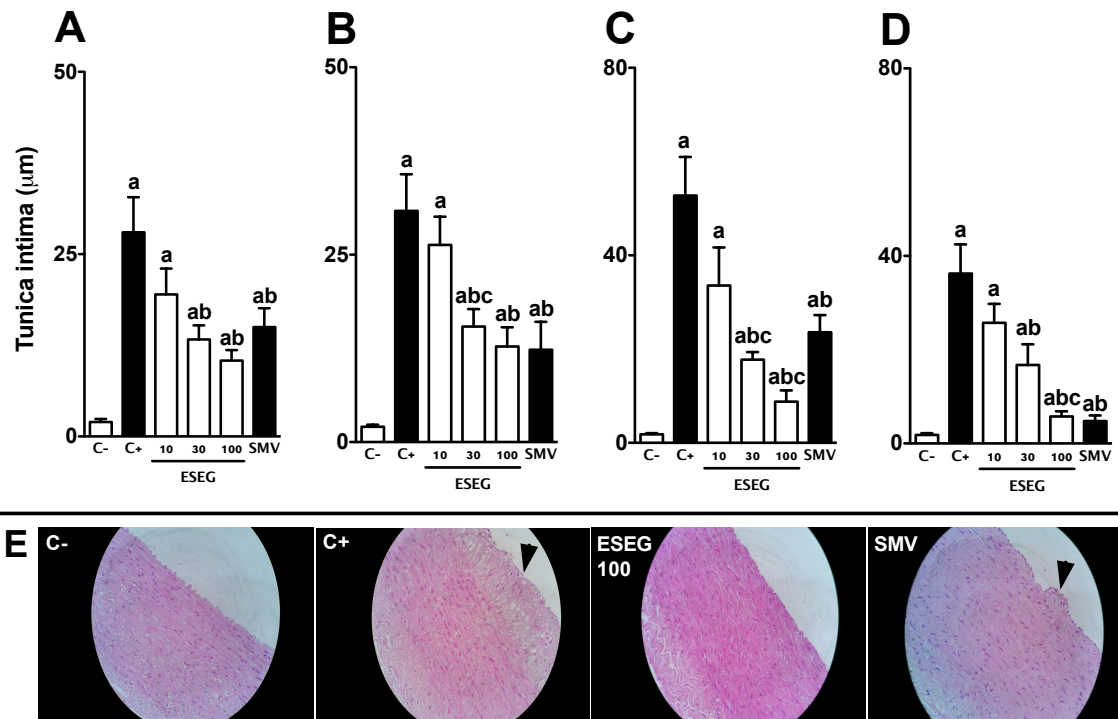 A B C D
50 50 80 80
a a a a
a a a a
ab ab ab abc ab ab abc abc ab ab abc ab
25 25 40 40
Tunica intima (μm)
0 0 0 0
C- C+ 10 30 100 SMV C- C+ 10 30 100 SMV C- C+ 10 30 100 SMV C- C+ 10 30 100 SMV
ESEG ESEG ESEG ESEG
E C- C+ ESEG SMV
100